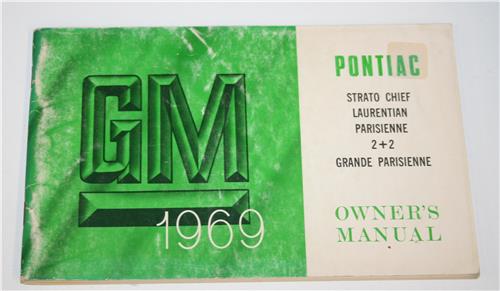 GM
1969
PONTIAC
STRATO CHIEF
LAURENTIAN
PARISIENNE
2+2
GRANDE PARISIENNE
OWNER'S
MANUAL